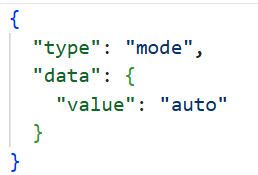 {
  "type": "mode",
  "data": {
    "value": "auto"
  }
}